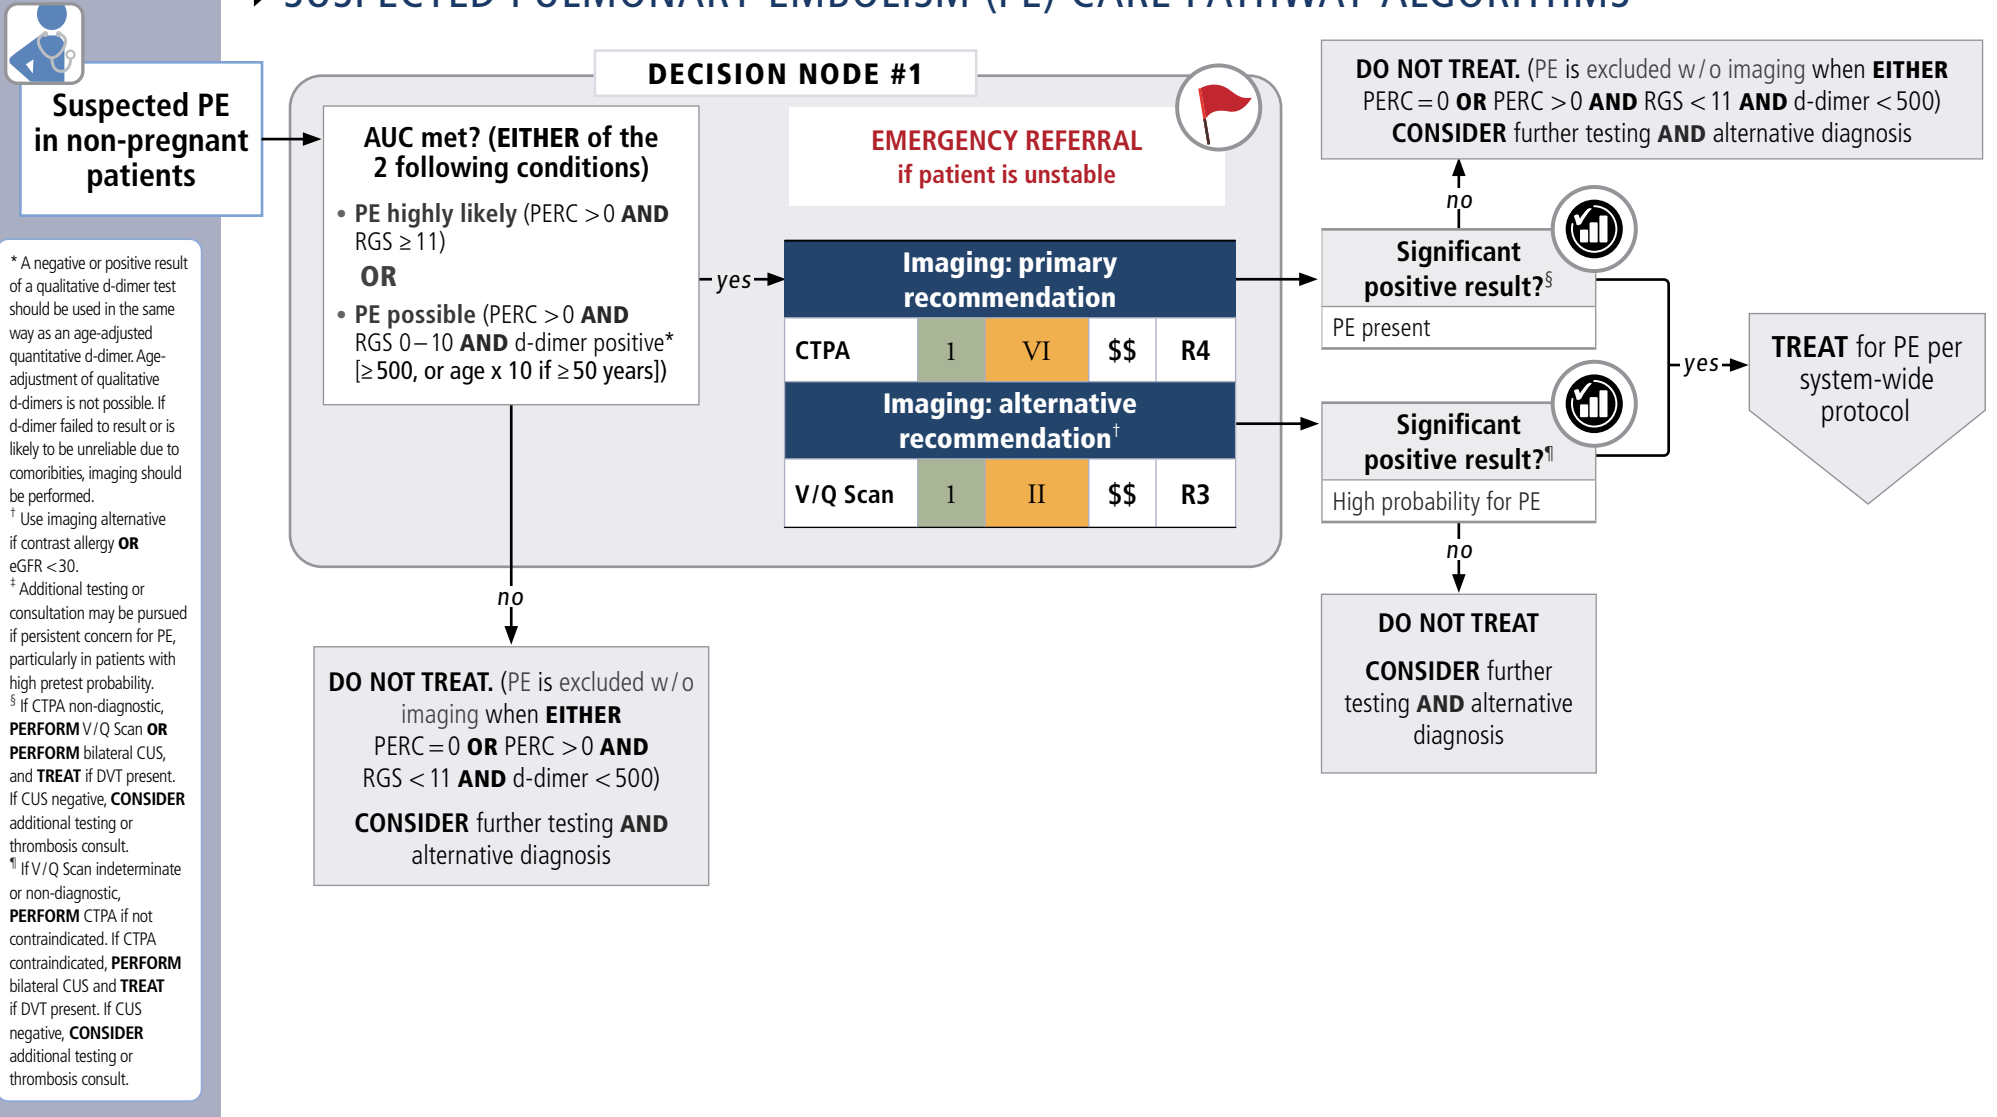 SUSPECTED PULMONARY EMBOLISM (PE) CARE PATHWAY ALGORITHMS
Suspected PE
in non-pregnant
patients
* A negative or positive result
of a qualitative d-dimer test
should be used in the same
way as an age-adjusted
quantitative d-dimer. Age-
adjustment of qualitative
d-dimers is not possible. If
d-dimer failed to result or is
likely to be unreliable due to
comoribities, imaging should
be performed.
† Use imaging alternative
if contrast allergy OR
eGFR <30.
‡ Additional testing or
consultation may be pursued
if persistent concern for PE,
particularly in patients with
high pretest probability.
§ If CTPA non-diagnostic,
PERFORM V/Q Scan OR
PERFORM bilateral CUS,
and TREAT if DVT present.
If CUS negative, CONSIDER
additional testing or
thrombosis consult.
¶ If V/Q Scan indeterminate
or non-diagnostic,
PERFORM CTPA if not
contraindicated. If CTPA
contraindicated, PERFORM
bilateral CUS and TREAT
if DVT present. If CUS
negative, CONSIDER
additional testing or
thrombosis consult.
DECISION NODE #1
AUC met? (EITHER of the
2 following conditions)
• PE highly likely (PERC >0 AND
RGS ≥11)
OR
• PE possible (PERC >0 AND
RGS 0–10 AND d-dimer positive*
[≥500, or age x 10 if ≥50 years])
yes
no
DO NOT TREAT. (PE is excluded w/o
imaging when EITHER
PERC=0 OR PERC >0 AND
RGS <11 AND d-dimer <500)
CONSIDER further testing AND
alternative diagnosis
EMERGENCY REFERRAL
if patient is unstable
Imaging: primary
recommendation
CTPA 1 VI $$ R4
Imaging: alternative
recommendation†
V/Q Scan 1 II $$ R3
DO NOT TREAT. (PE is excluded w/o imaging when EITHER
PERC=0 OR PERC >0 AND RGS <11 AND d-dimer <500)
CONSIDER further testing AND alternative diagnosis
no
Significant
positive result?§
PE present
Significant
positive result?¶
High probability for PE
no
DO NOT TREAT
CONSIDER further
testing AND alternative
diagnosis
yes
TREAT for PE per
system-wide
protocol